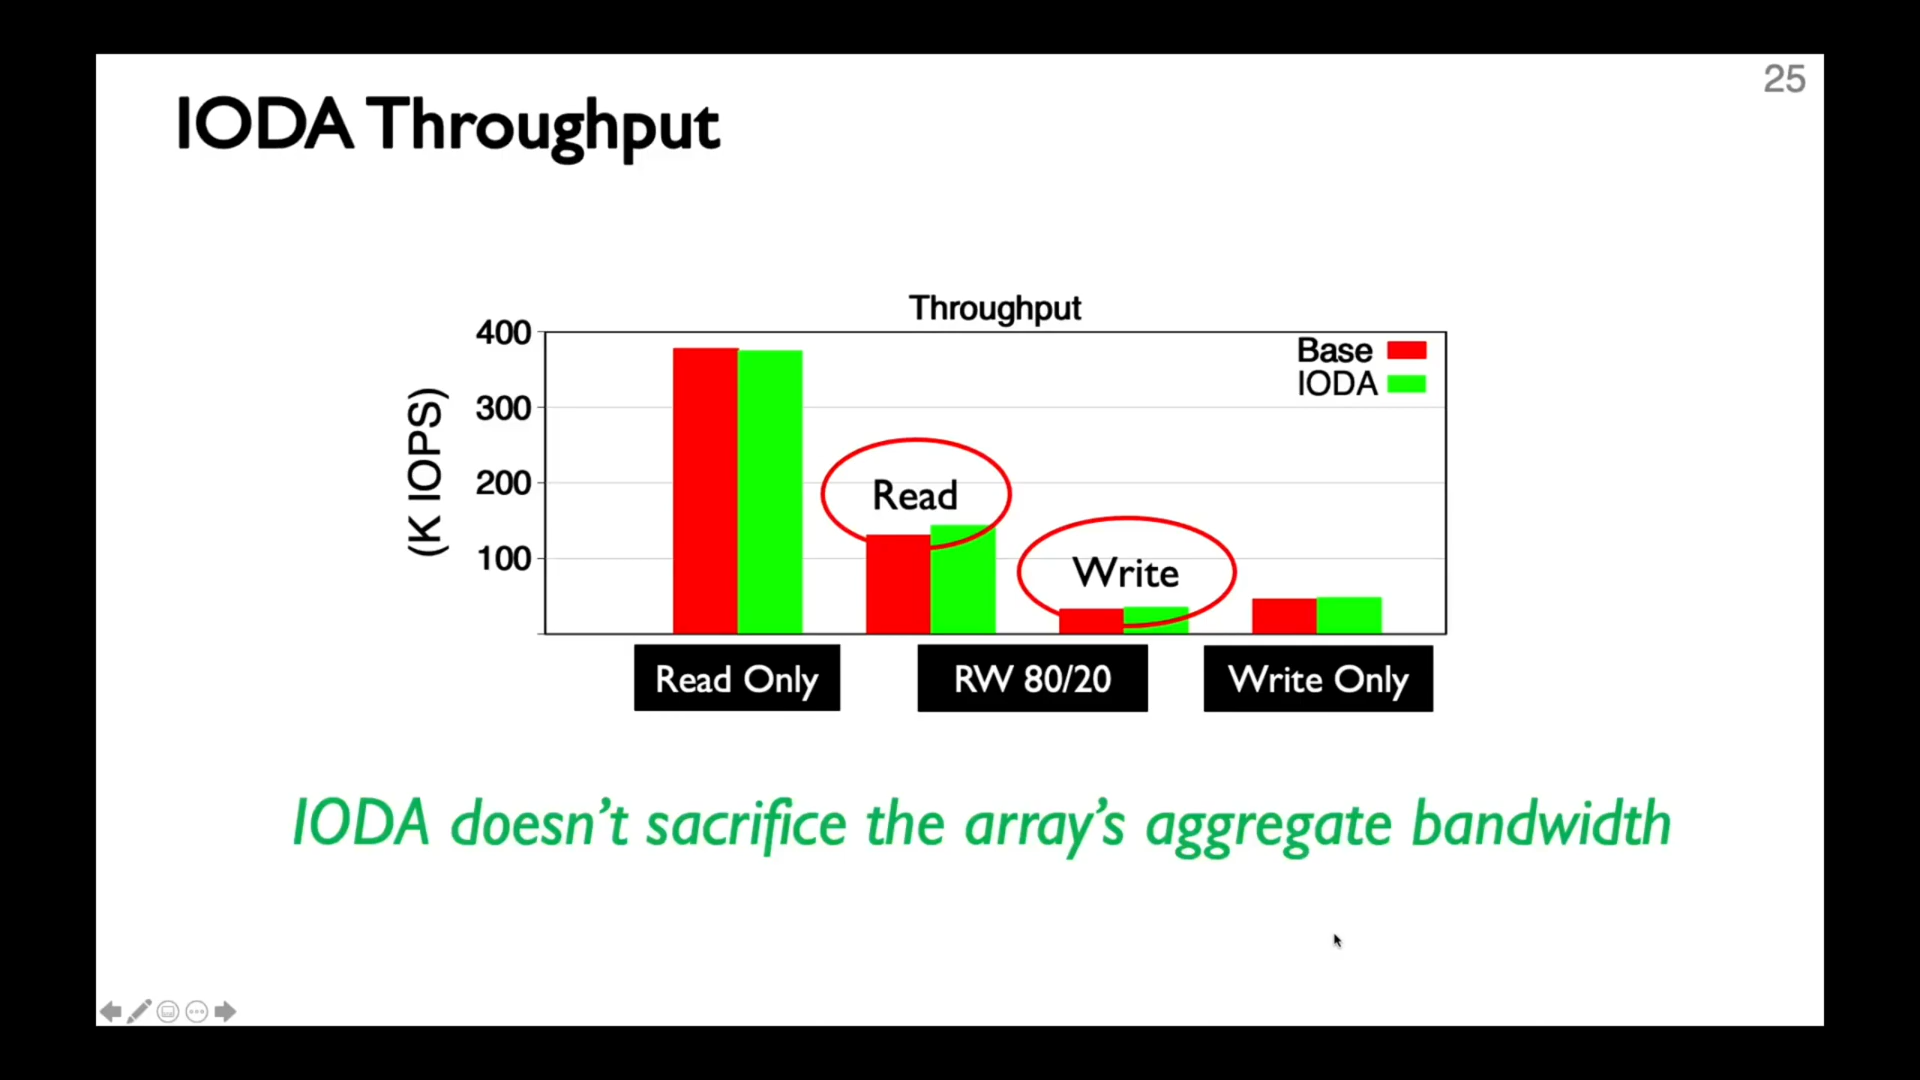 25
IODA Throughput
Throughput
400
300
200
100
(K IOPS)
Base
IODA
Read
Write
Read Only
RW 80/20
Write Only
IODA doesn't sacrifice the array's aggregate bandwidth